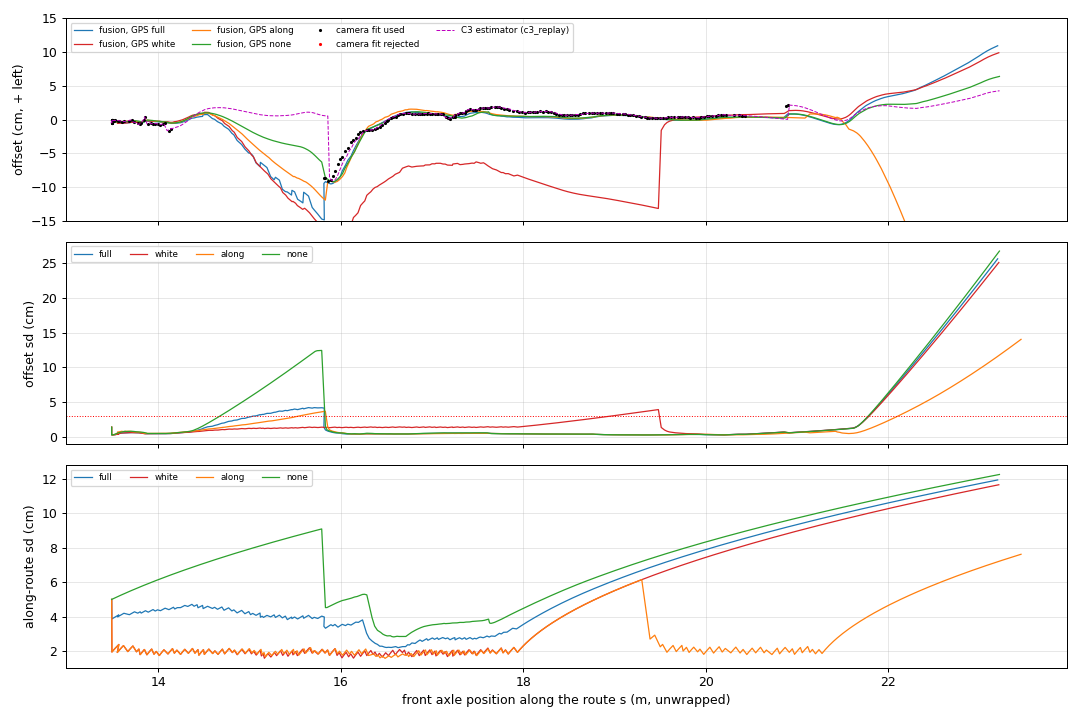 15
10
5
0
−5
−10
−15
offset (cm, + left)
fusion, GPS full
fusion, GPS white
fusion, GPS along
fusion, GPS none
camera fit used
camera fit rejected
C3 estimator (c3_replay)
25
20
15
10
5
0
offset sd (cm)
full
white
along
none
12
10
8
6
4
2
along-route sd (cm)
full
white
along
none
14
16
18
20
22
front axle position along the route s (m, unwrapped)